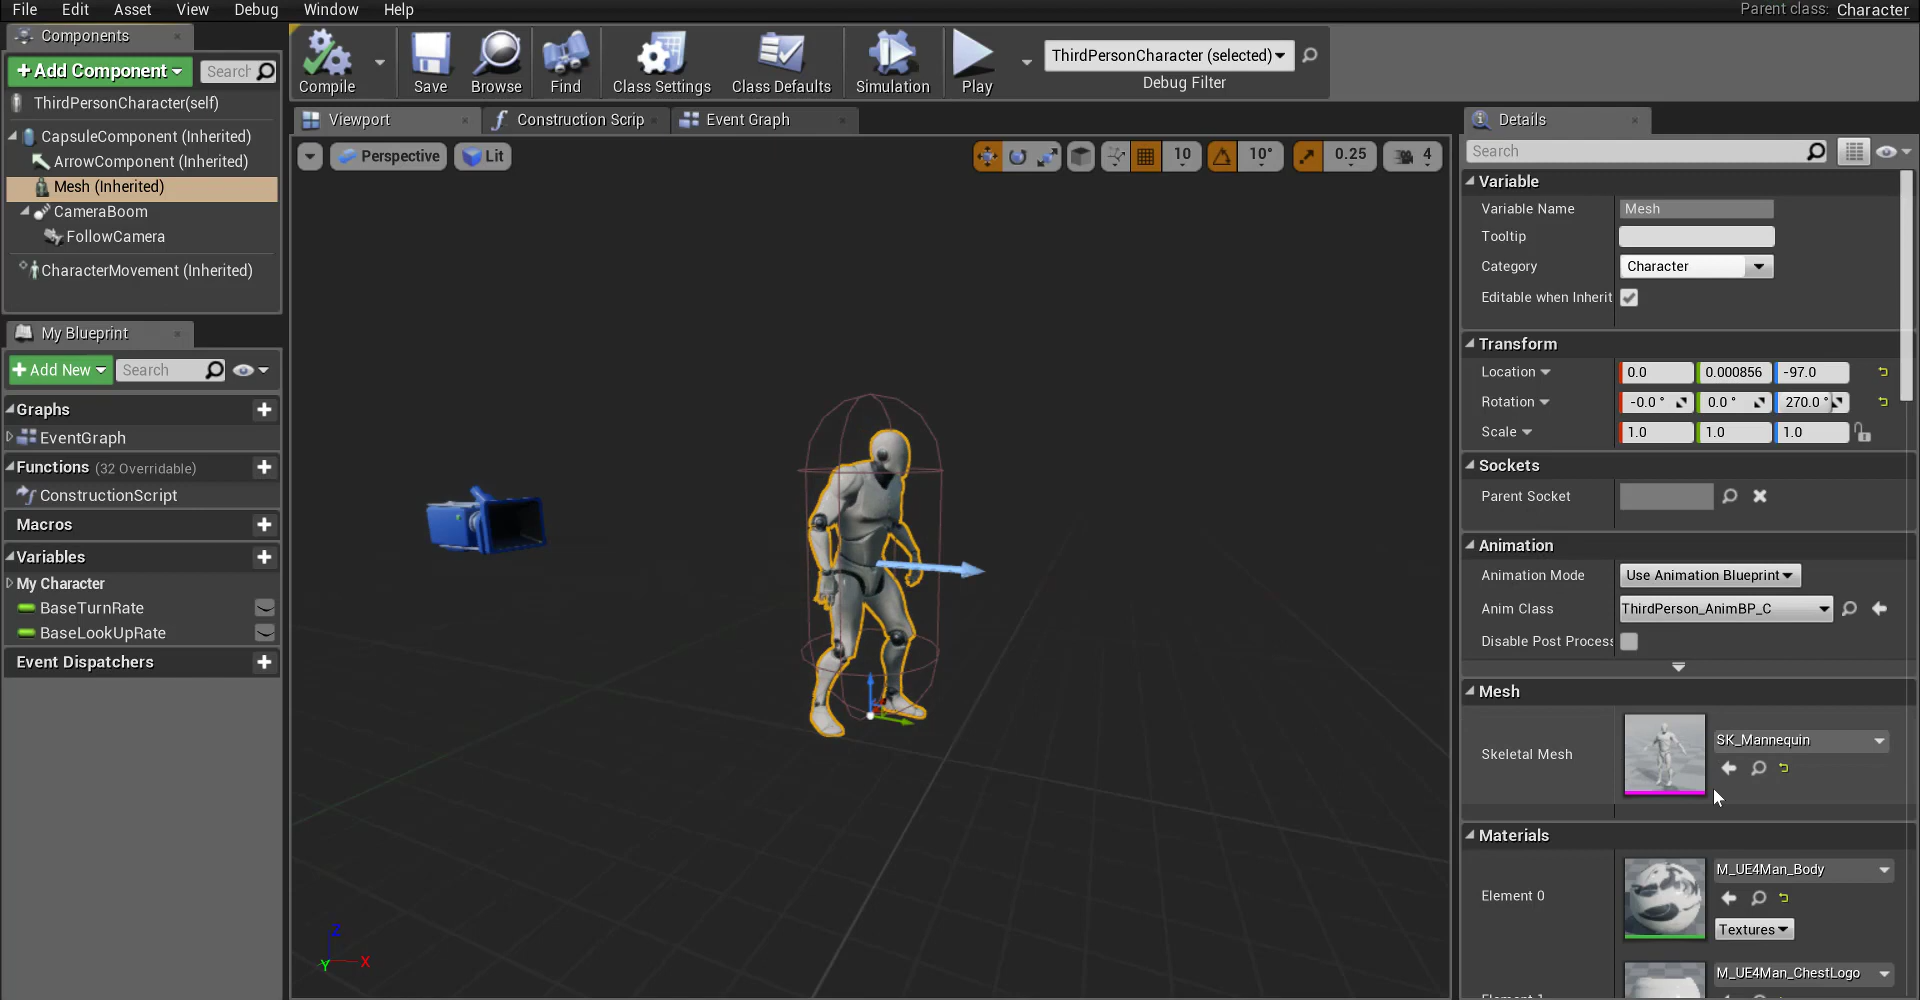 File Edit Asset View Debug Window Help
Parent class: Character
Components
+Add Component
Search
ThirdPersonCharacter(self)
CapsuleComponent (Inherited)
ArrowComponent (Inherited)
Mesh (Inherited)
CameraBoom
FollowCamera
CharacterMovement (Inherited)
My Blueprint
+Add New
Search
Graphs
EventGraph
Functions (32 Overridable)
ConstructionScript
Macros
Variables
My Character
BaseTurnRate
BaseLookUpRate
Event Dispatchers
Compile
Save
Browse
Find
Class Settings
Class Defaults
Simulation
Play
ThirdPersonCharacter (selected)
Debug Filter
Viewport
Construction Scrip
Event Graph
Perspective
Lit
10
10°
0.25
4
Z
Y
X
Details
Search
Variable
Variable Name Mesh
Tooltip
Category Character
Editable when Inherit
Transform
Location 0.0 0.000856 -97.0
Rotation -0.0 ° 0.0 ° 270.0 °
Scale 1.0 1.0 1.0
Sockets
Parent Socket
Animation
Animation Mode Use Animation Blueprint
Anim Class ThirdPerson_AnimBP_C
Disable Post Process
Mesh
Skeletal Mesh SK_Mannequin
Materials
Element 0 M_UE4Man_Body
Textures
M_UE4Man_ChestLogo